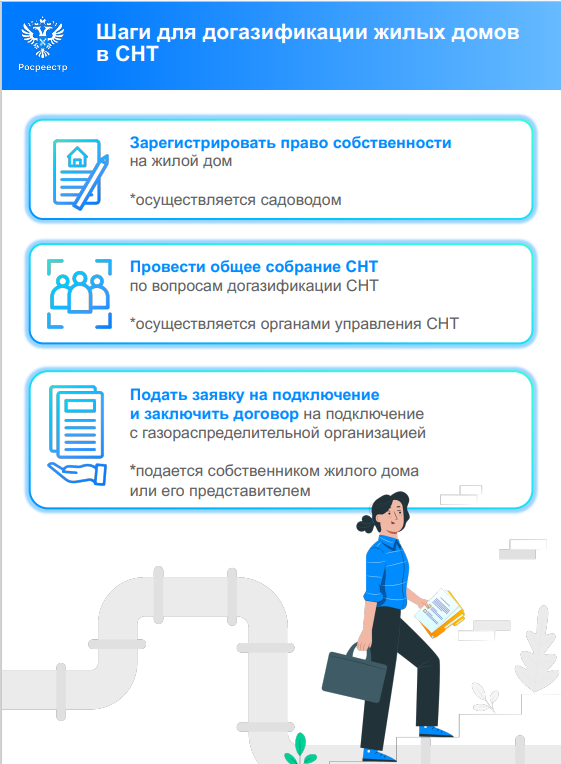 Росреестр
Шаги для догазификации жилых домов
в СНТ
Зарегистрировать право собственности
на жилой дом
*осуществляется садоводом
Провести общее собрание СНТ
по вопросам догазификации СНТ
*осуществляется органами управления СНТ
Подать заявку на подключение
и заключить договор на подключение
с газораспределительной организацией
*подается собственником жилого дома
или его представителем